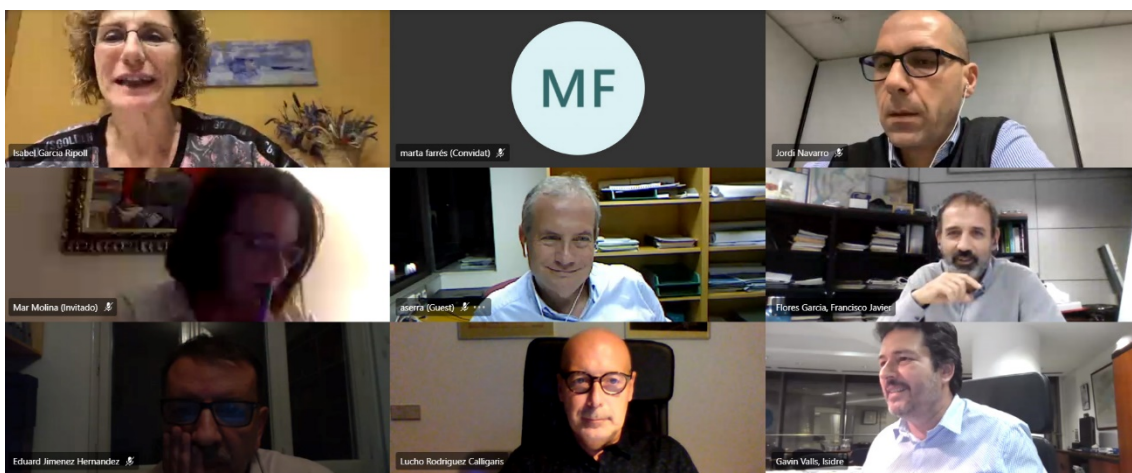 Isabel Garcia Ripoll
MF
marta farrés (Convidat)
Jordi Navarro
Mar Molina (Invitado)
aserra (Guest)
Flores Garcia, Francisco Javier
Eduard Jimenez Hernandez
Lucho Rodriguez Calligaris
Gavin Valls, Isidre